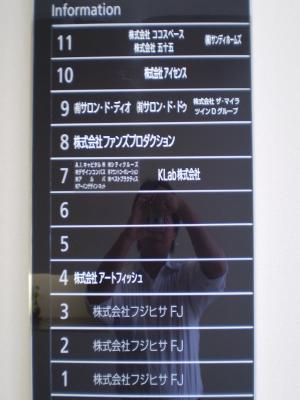 Information
11 株式会社 ココスペース ㈲サンディホームズ
株式会社 五十五
10 株式会社 アイセンス
9 ㈲サロン・ド・ディオ ㈲サロン・ド・ドゥ 株式会社 ザ・マイラ
ツインDグループ
8 株式会社 ファンズプロダクション
7 KLab株式会社
6
5
4 株式会社 アートフィッシュ
3 株式会社 フジヒサ FJ
2 株式会社 フジヒサ FJ
1 株式会社 フジヒサ FJ